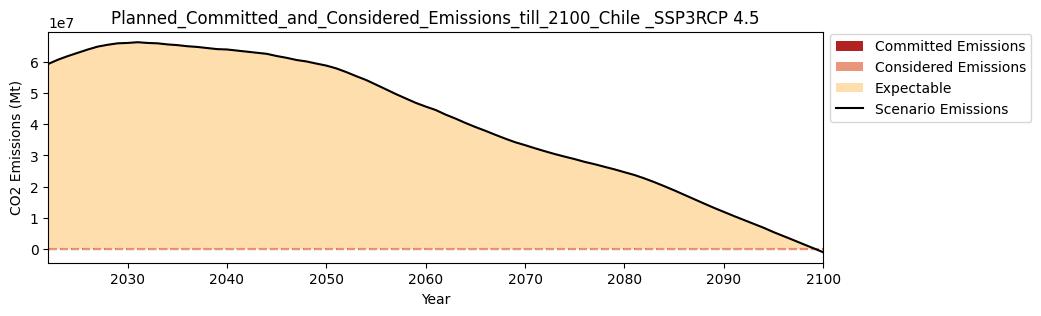 Planned_Committed_and_Considered_Emissions_till_2100_Chile _SSP3RCP 4.5
1e7
CO2 Emissions (Mt)
6
5
4
3
2
1
0
2030 2040 2050 2060 2070 2080 2090 2100
Year
Committed Emissions
Considered Emissions
Expectable
Scenario Emissions